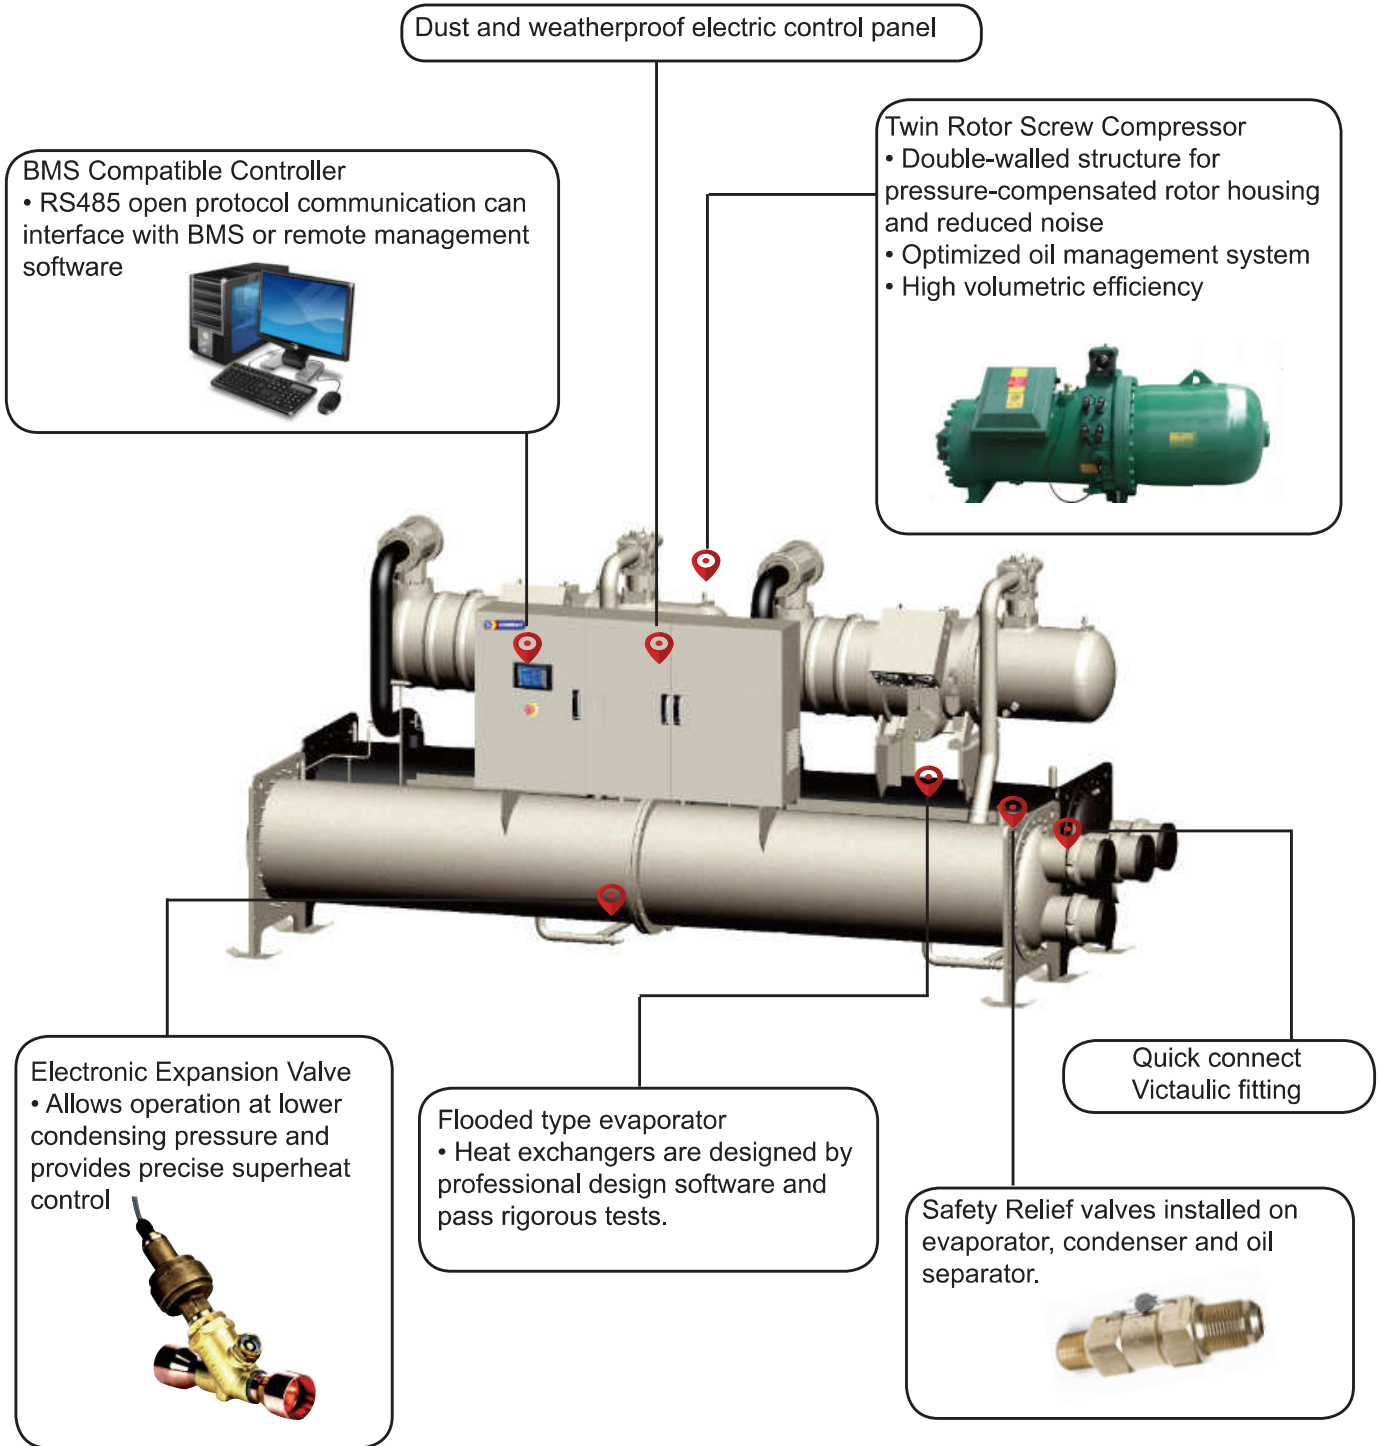 Dust and weatherproof electric control panel
Twin Rotor Screw Compressor
• Double-walled structure for
pressure-compensated rotor housing
and reduced noise
• Optimized oil management system
• High volumetric efficiency
BMS Compatible Controller
• RS485 open protocol communication can
interface with BMS or remote management
software
Electronic Expansion Valve
• Allows operation at lower
condensing pressure and
provides precise superheat
control
Flooded type evaporator
• Heat exchangers are designed by
professional design software and
pass rigorous tests.
Quick connect
Victaulic fitting
Safety Relief valves installed on
evaporator, condenser and oil
separator.